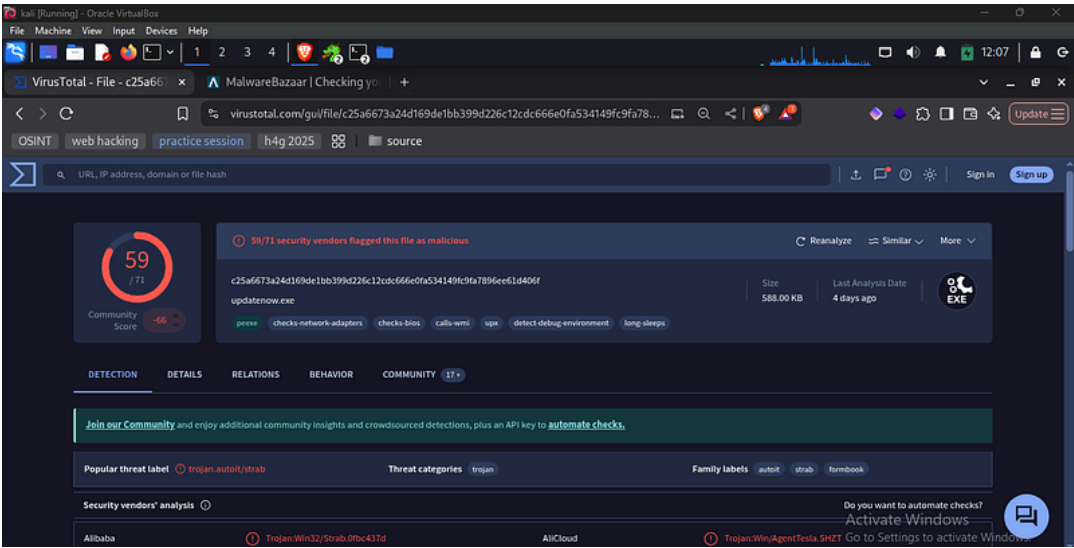 kali [Running] - Oracle VirtualBox
File Machine View Input Devices Help
1 2 3 4
12:07
VirusTotal - File - c25a667
MalwareBazaar | Checking yo
virustotal.com/gui/file/c25a6673a24d169de1bb399d226c12cdc666e0fa534149fc9fa78...
Update
OSINT web hacking practice session h4g 2025 source
URL, IP address, domain or file hash
Sign in Sign up
59
/ 71
Community Score
-66
59/71 security vendors flagged this file as malicious
Reanalyze Similar More
c25a6673a24d169de1bb399d226c12cdc666e0fa534149fc9fa7896ee61d406f
updatenow.exe
Size
588.00 KB
Last Analysis Date
4 days ago
EXE
peexe checks-network-adapters checks-bios calls-wmi upx detect-debug-environment long-sleeps
DETECTION DETAILS RELATIONS BEHAVIOR COMMUNITY 17+
Join our Community and enjoy additional community insights and crowdsourced detections, plus an API key to automate checks.
Popular threat label trojan.autoit/strab Threat categories trojan Family labels autoit strab formbook
Security vendors' analysis Do you want to automate checks?
Activate Windows
Alibaba Trojan:Win32/Strab.0fbc437d AliCloud Trojan:Win/AgentTesla.SHZT
Go to Settings to activate Windows.